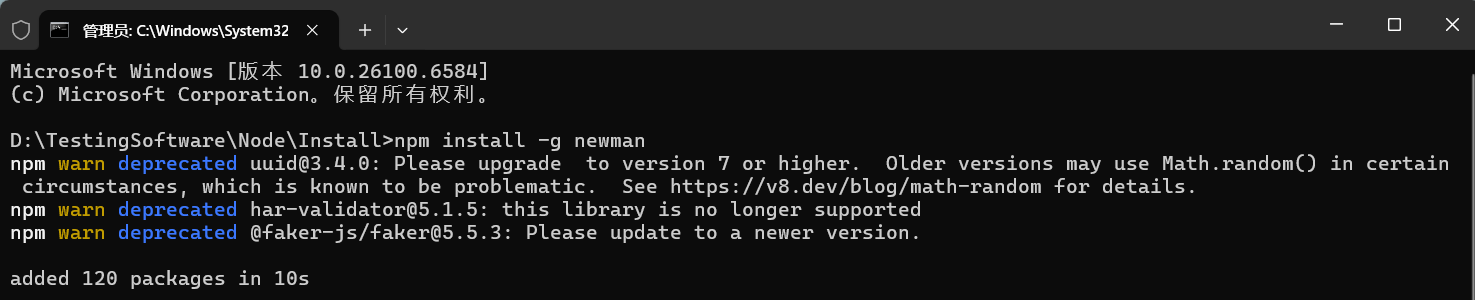 管理员: C:\Windows\System32
Microsoft Windows [版本 10.0.26100.6584]
(c) Microsoft Corporation。保留所有权利。
D:\TestingSoftware\Node\Install>npm install -g newman
npm warn deprecated uuid@3.4.0: Please upgrade  to version 7 or higher.  Older versions may use Math.random() in certain
 circumstances, which is known to be problematic.  See https://v8.dev/blog/math-random for details.
npm warn deprecated har-validator@5.1.5: this library is no longer supported
npm warn deprecated @faker-js/faker@5.5.3: Please update to a newer version.
added 120 packages in 10s